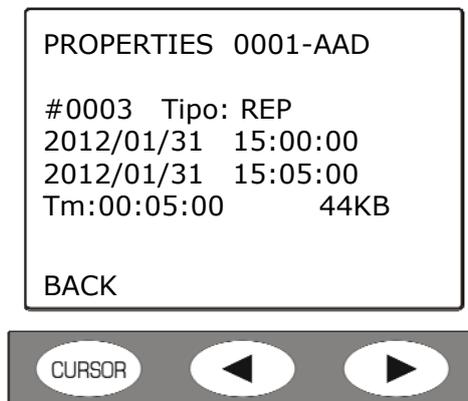 PROPERTIES 0001-AAD
#0003 Tipo: REP
2012/01/31 15:00:00
2012/01/31 15:05:00
Tm:00:05:00 44KB
BACK
CURSOR